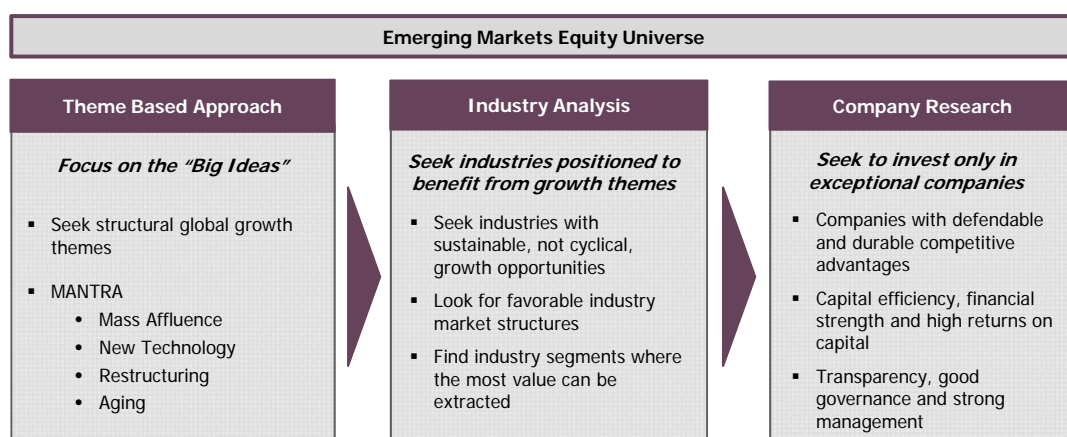 Emerging Markets Equity Universe
Theme Based Approach
Focus on the “Big Ideas”
▪ Seek structural global growth
themes
▪ MANTRA
• Mass Affluence
• New Technology
• Restructuring
• Aging
Industry Analysis
Seek industries positioned to
benefit from growth themes
▪ Seek industries with
sustainable, not cyclical,
growth opportunities
▪ Look for favorable industry
market structures
▪ Find industry segments where
the most value can be
extracted
Company Research
Seek to invest only in
exceptional companies
▪ Companies with defendable
and durable competitive
advantages
▪ Capital efficiency, financial
strength and high returns on
capital
▪ Transparency, good
governance and strong
management